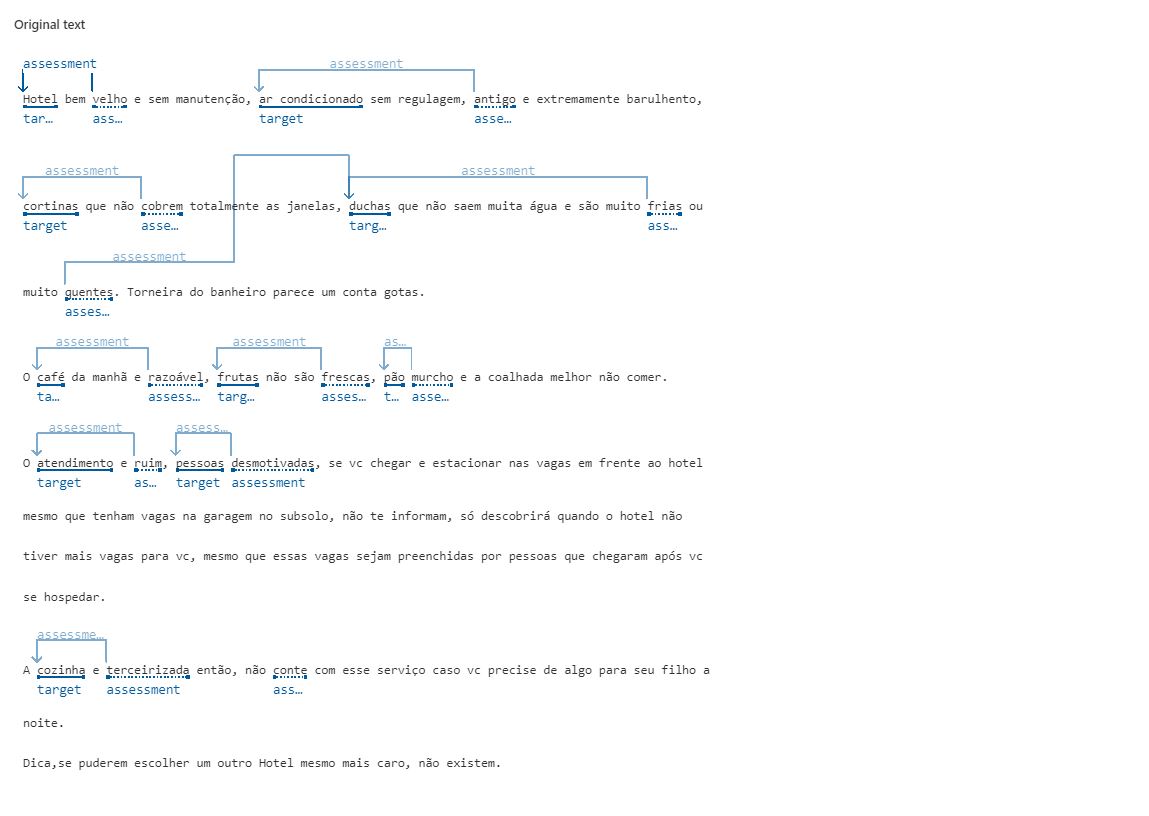 Original text
assessment assessment
Hotel bem velho e sem manutenção, ar condicionado sem regulagem, antigo e extremamente barulhento,
tar… ass… target asse…
assessment assessment
cortinas que não cobrem totalmente as janelas, duchas que não saem muita água e são muito frias ou
target asse… targ… ass…
assessment
muito quentes. Torneira do banheiro parece um conta gotas.
asses…
assessment assessment as…
O café da manhã e razoável, frutas não são frescas, pão murcho e a coalhada melhor não comer.
ta… assess… targ… asses… t… asse…
assessment assess…
O atendimento e ruim, pessoas desmotivadas, se vc chegar e estacionar nas vagas em frente ao hotel
target as… target assessment
mesmo que tenham vagas na garagem no subsolo, não te informam, só descobrirá quando o hotel não
tiver mais vagas para vc, mesmo que essas vagas sejam preenchidas por pessoas que chegaram após vc
se hospedar.
assessme…
A cozinha e terceirizada então, não conte com esse serviço caso vc precise de algo para seu filho a
target assessment ass…
noite.
Dica,se puderem escolher um outro Hotel mesmo mais caro, não existem.